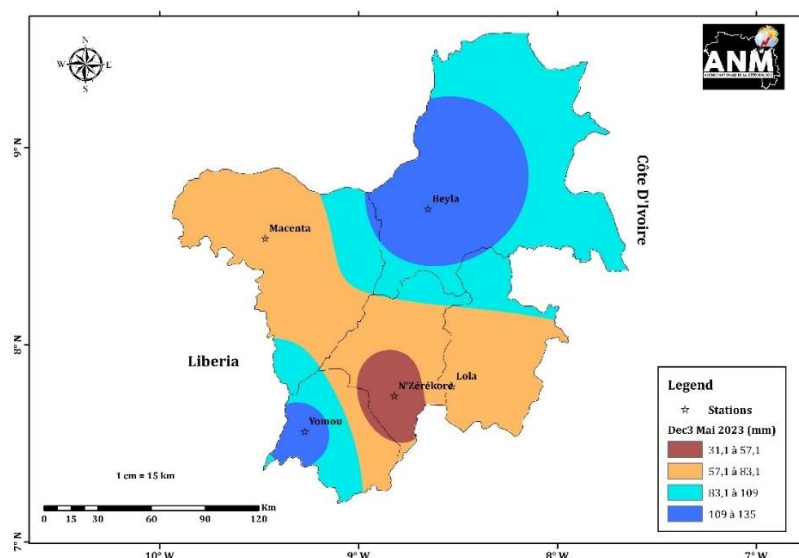 N
W E
S
ANM
9° N
8° N
7° N
Côte D'Ivoire
Beyla
Macenta
Liberia
N'Zérékoré
Lola
Yomou
1 cm = 15 km
Km
0 15 30 60 90 120
10° W 9° W 8° W 7° W
Legend
Stations
Dec3 Mai 2023 (mm)
31,1 à 57,1
57,1 à 83,1
83,1 à 109
109 à 135